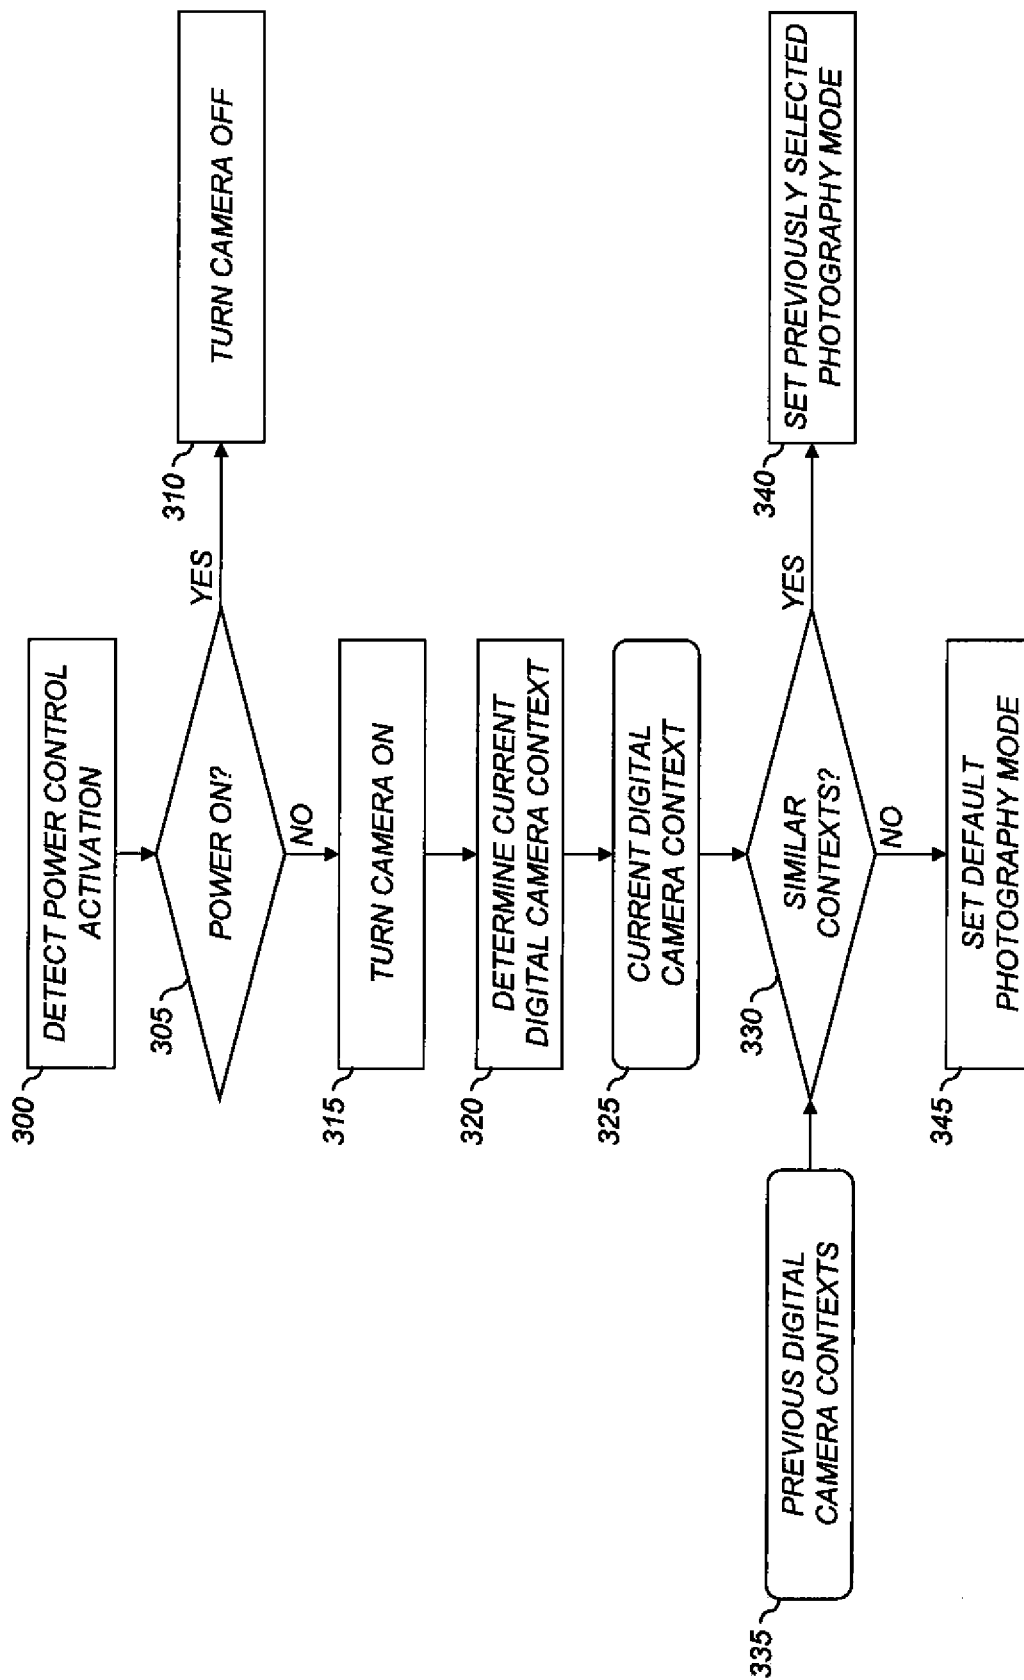 300
DETECT POWER CONTROL
ACTIVATION
305
POWER ON?
YES
310
TURN CAMERA OFF
NO
315
TURN CAMERA ON
320
DETERMINE CURRENT
DIGITAL CAMERA CONTEXT
325
CURRENT DIGITAL
CAMERA CONTEXT
335
PREVIOUS DIGITAL
CAMERA CONTEXTS
330
SIMILAR
CONTEXTS?
YES
340
SET PREVIOUSLY SELECTED
PHOTOGRAPHY MODE
NO
345
SET DEFAULT
PHOTOGRAPHY MODE